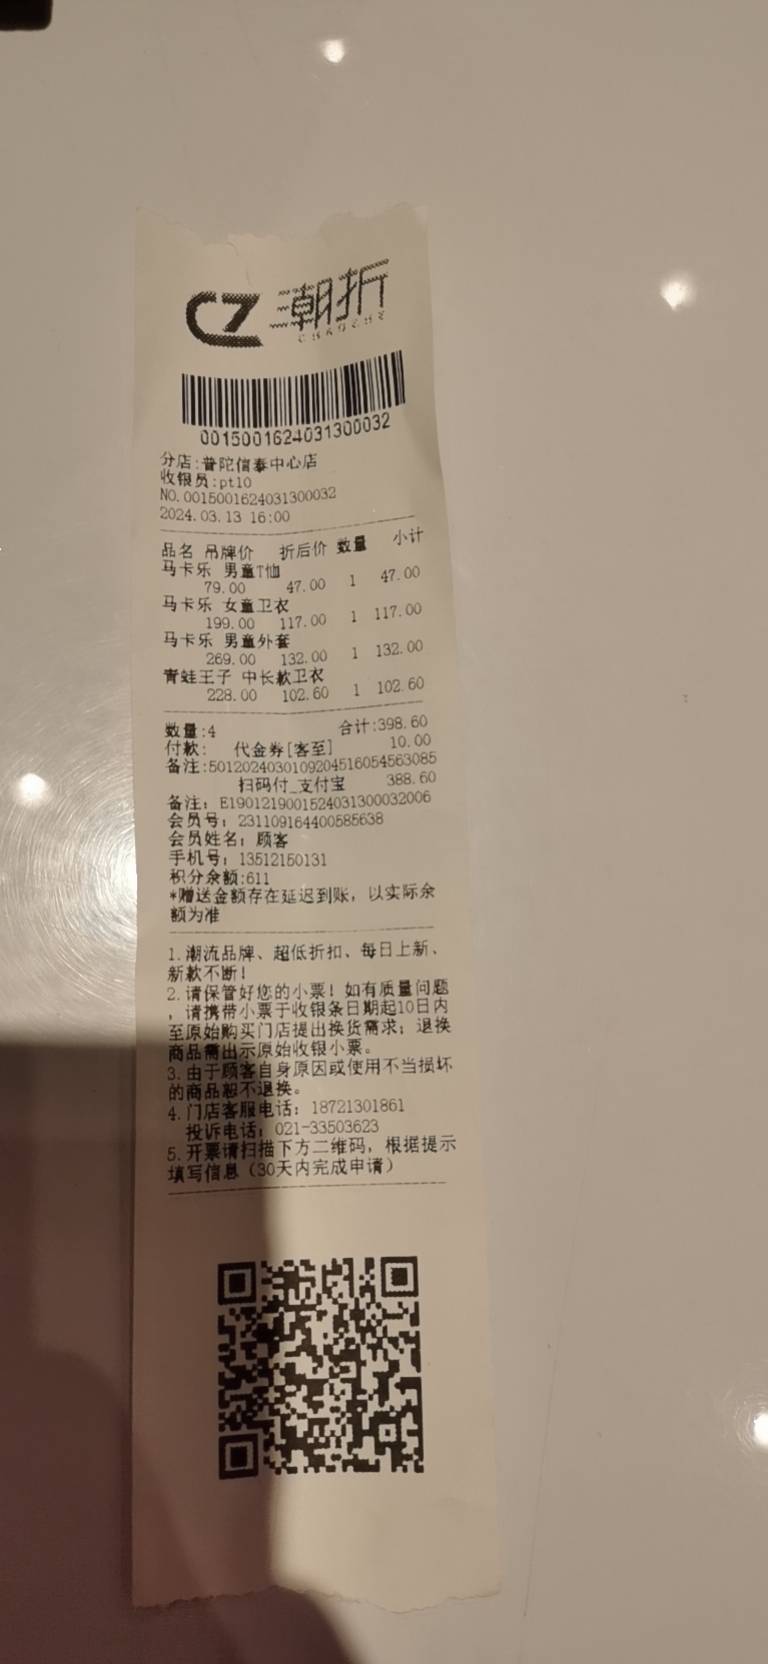 CZ 潮折
CHAOZHE
0015001624031300032
分店:普陀信泰中心店
收银员:pt10
NO.0015001624031300032
2024.03.13 16:00
品名 吊牌价 折后价 数量 小计
马卡乐 男童T恤
79.00 47.00 1 47.00
马卡乐 女童卫衣
199.00 117.00 1 117.00
马卡乐 男童外套
269.00 132.00 1 132.00
青蛙王子 中长款卫衣
228.00 102.60 1 102.60
数量:4 合计:398.60
付款: 代金券[客至] 10.00
备注:50120240301092045160545630​85
扫码付_支付宝 388.60
备注: E1901219001524031300032006
会员号: 231109164400585638
会员姓名: 顾客
手机号: 13512150131
积分余额:611
*赠送金额存在延迟到账, 以实际余
额为准
1.潮流品牌、超低折扣、每日上新、
新款不断!
2.请保管好您的小票! 如有质量问题
, 请携带小票于收银条日期起10日内
至原始购买门店提出换货需求; 退换
商品需出示原始收银小票。
3.由于顾客自身原因或使用不当损坏
的商品恕不退换。
4.门店客服电话: 18721301861
投诉电话: 021-33503623
5.开票请扫描下方二维码, 根据提示
填写信息 (30天内完成申请)